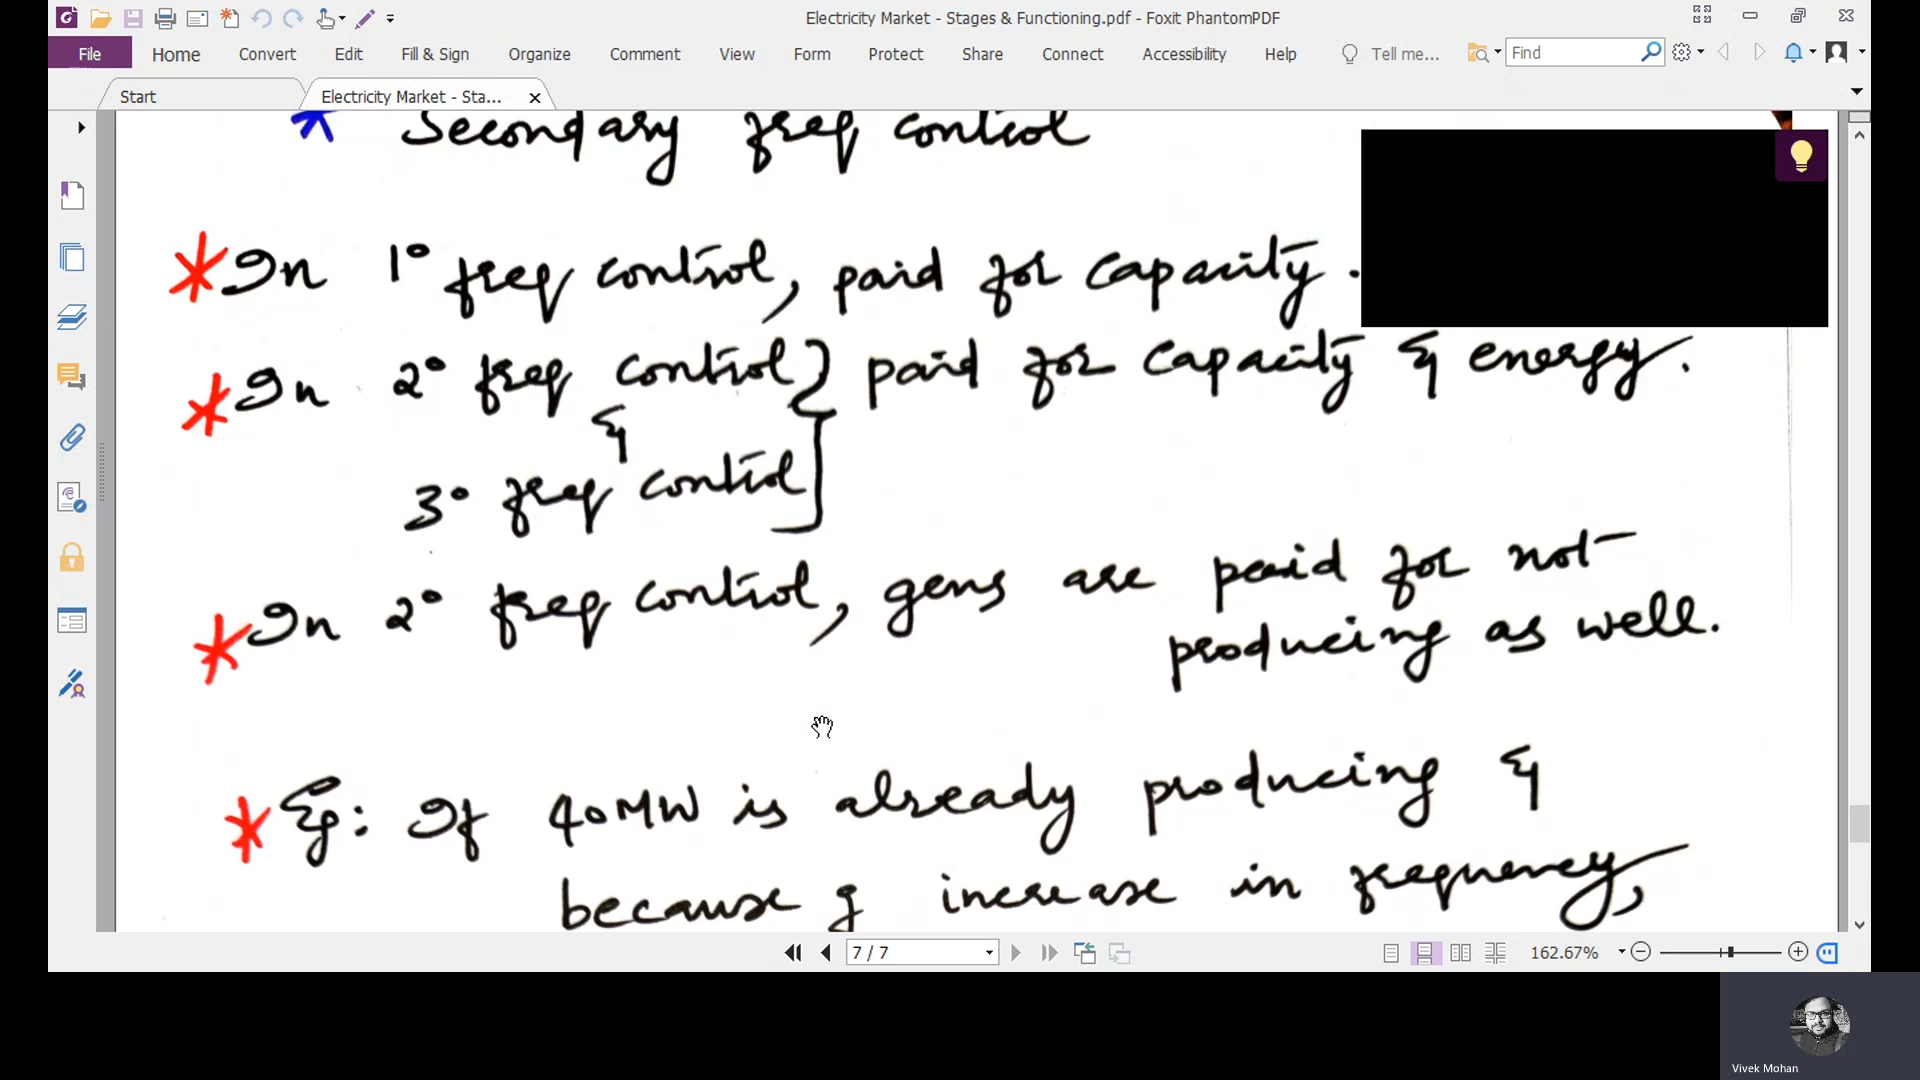 Electricity Market - Stages & Functioning.pdf - Foxit PhantomPDF
File Home Convert Edit Fill & Sign Organize Comment View Form Protect Share Connect Accessibility Help Tell me... Find
Start Electricity Market - Sta...
* Secondary freq control
* In 1° freq control, paid for capacity.
* In 2° freq control } paid for capacity & energy.
&
3° freq control ]
* In 2° freq control, gens are paid for not
producing as well.
* Eg: If 40MW is already producing &
because of increase in frequency,
7 / 7 162.67%
Vivek Mohan